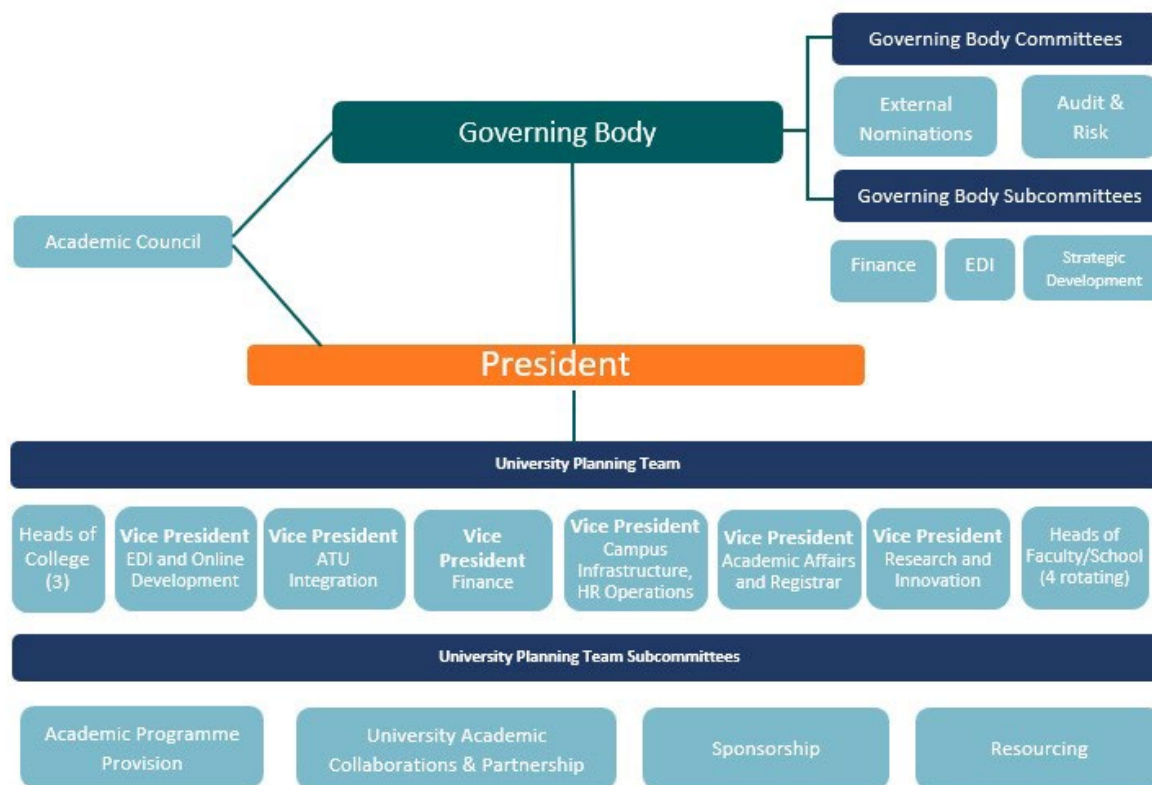 Governing Body Committees
External
Nominations
Audit &
Risk
Governing Body
Governing Body Subcommittees
Academic Council
Finance
EDI
Strategic
Development
President
University Planning Team
Heads of
College
(3)
Vice President
EDI and Online
Development
Vice President
ATU
Integration
Vice
President
Finance
Vice President
Campus
Infrastructure,
HR Operations
Vice President
Academic Affairs
and Registrar
Vice President
Research and
Innovation
Heads of
Faculty/School
(4 rotating)
University Planning Team Subcommittees
Academic Programme
Provision
University Academic
Collaborations & Partnership
Sponsorship
Resourcing